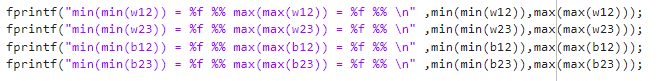 fprintf("min(min(w12)) = %f %% max(max(w12)) = %f %% \n" ,min(min(w12)),max(max(w12)));
fprintf("min(min(w23)) = %f %% max(max(w23)) = %f %% \n" ,min(min(w23)),max(max(w23)));
fprintf("min(min(b12)) = %f %% max(max(b12)) = %f %% \n" ,min(min(b12)),max(max(b12)));
fprintf("min(min(b23)) = %f %% max(max(b23)) = %f %% \n" ,min(min(b23)),max(max(b23)));